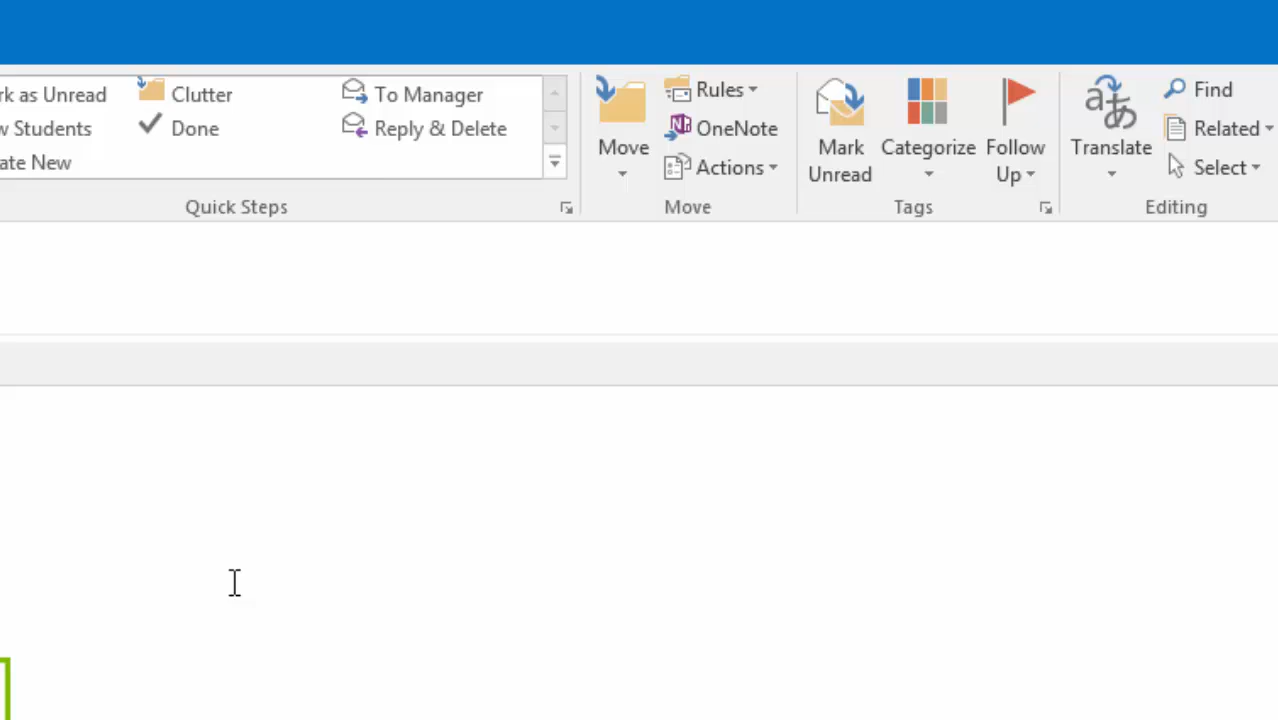 rk as Unread
Clutter
To Manager
w Students
Done
Reply & Delete
ate New
Quick Steps
Move
Rules
OneNote
Actions
Move
Mark
Unread
Categorize
Follow
Up
Tags
Translate
Find
Related
Select
Editing